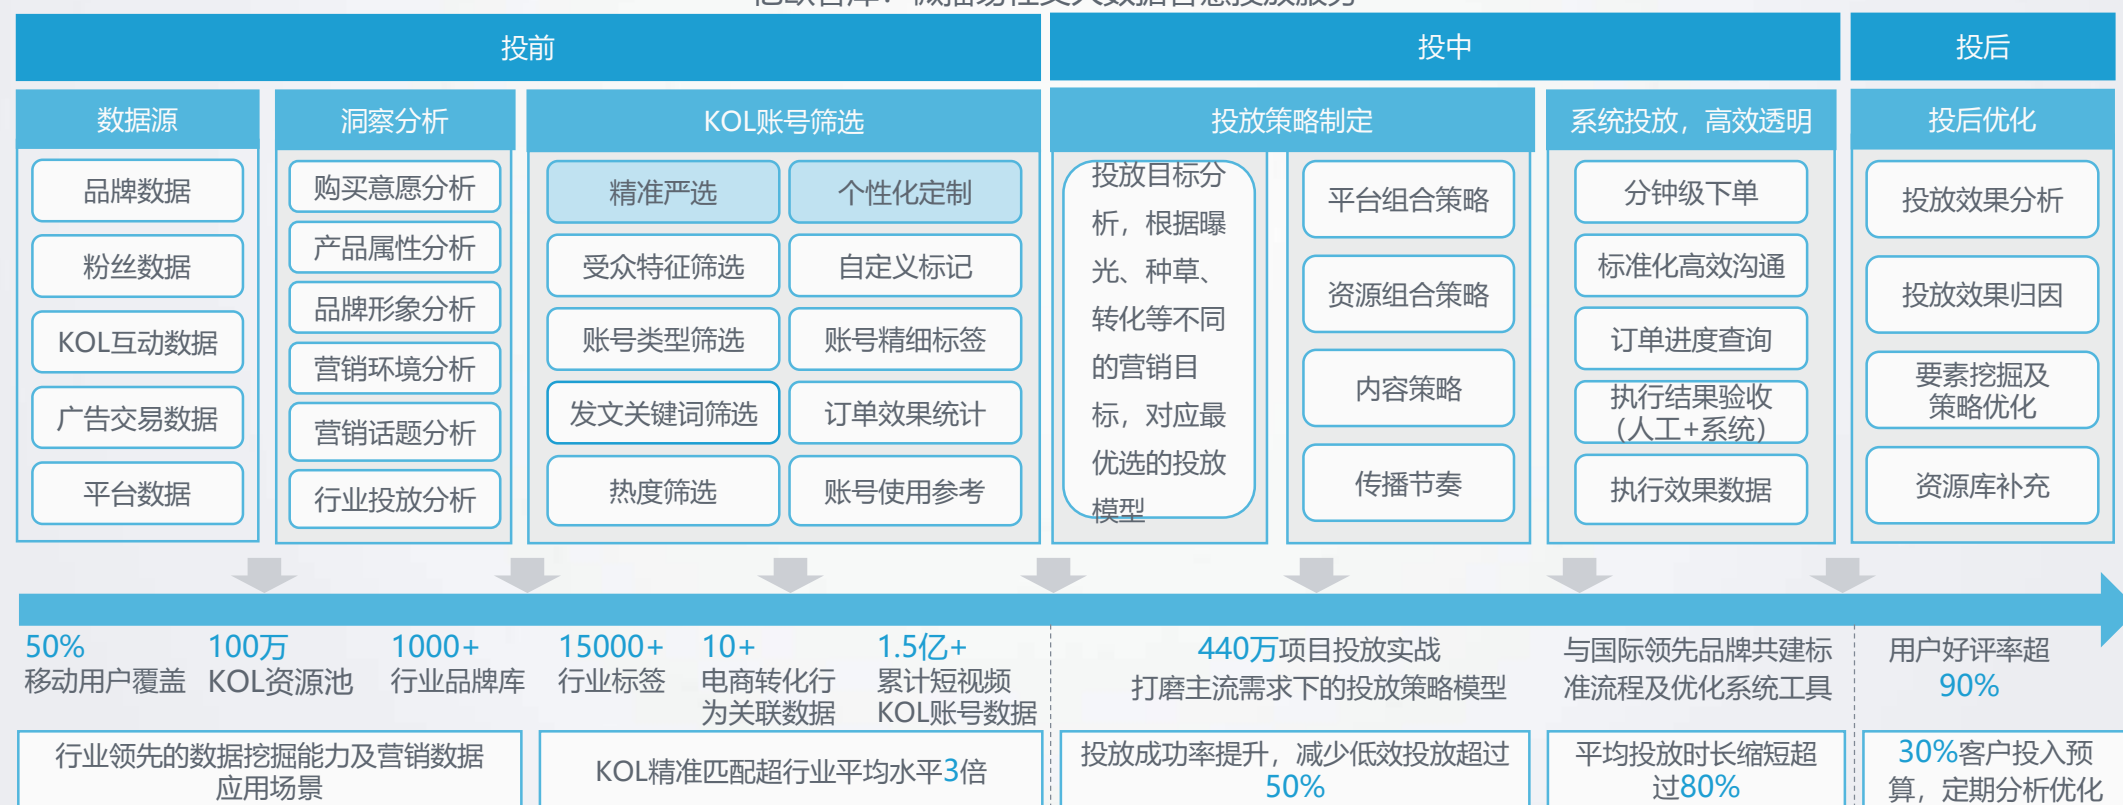 亿欧智库：微播易社交大数据智慧投放服务
投前
投中
投后
数据源
洞察分析
KOL账号筛选
投放策略制定
系统投放，高效透明
投后优化
品牌数据
粉丝数据
KOL互动数据
广告交易数据
平台数据
购买意愿分析
产品属性分析
品牌形象分析
营销环境分析
营销话题分析
行业投放分析
精准严选
受众特征筛选
账号类型筛选
发文关键词筛选
热度筛选
个性化定制
自定义标记
账号精细标签
订单效果统计
账号使用参考
投放目标分
析，根据曝
光、种草、
转化等不同
的营销目
标，对应最
优选的投放
模型
平台组合策略
资源组合策略
内容策略
传播节奏
分钟级下单
标准化高效沟通
订单进度查询
执行结果验收
（人工+系统）
执行效果数据
投放效果分析
投放效果归因
要素挖掘及
策略优化
资源库补充
50%
移动用户覆盖
100万
KOL资源池
1000+
行业品牌库
15000+
行业标签
10+
电商转化行
为关联数据
1.5亿+
累计短视频
KOL账号数据
440万项目投放实战
打磨主流需求下的投放策略模型
与国际领先品牌共建标
准流程及优化系统工具
用户好评率超
90%
行业领先的数据挖掘能力及营销数据
应用场景
KOL精准匹配超行业平均水平3倍
投放成功率提升，减少低效投放超过
50%
平均投放时长缩短超
过80%
30%客户投入预
算，定期分析优化